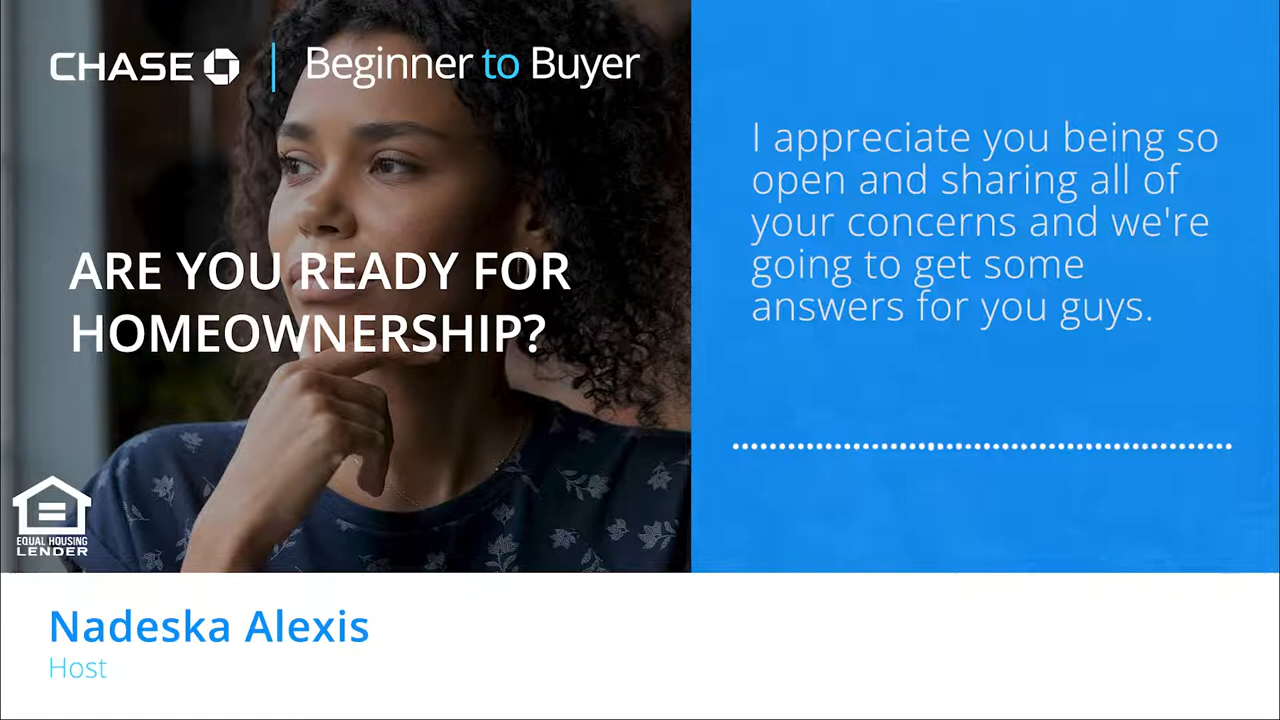 CHASE
Beginner to Buyer
ARE YOU READY FOR
HOMEOWNERSHIP?
EQUAL HOUSING
LENDER
I appreciate you being so
open and sharing all of
your concerns and we're
going to get some
answers for you guys.
Nadeska Alexis
Host